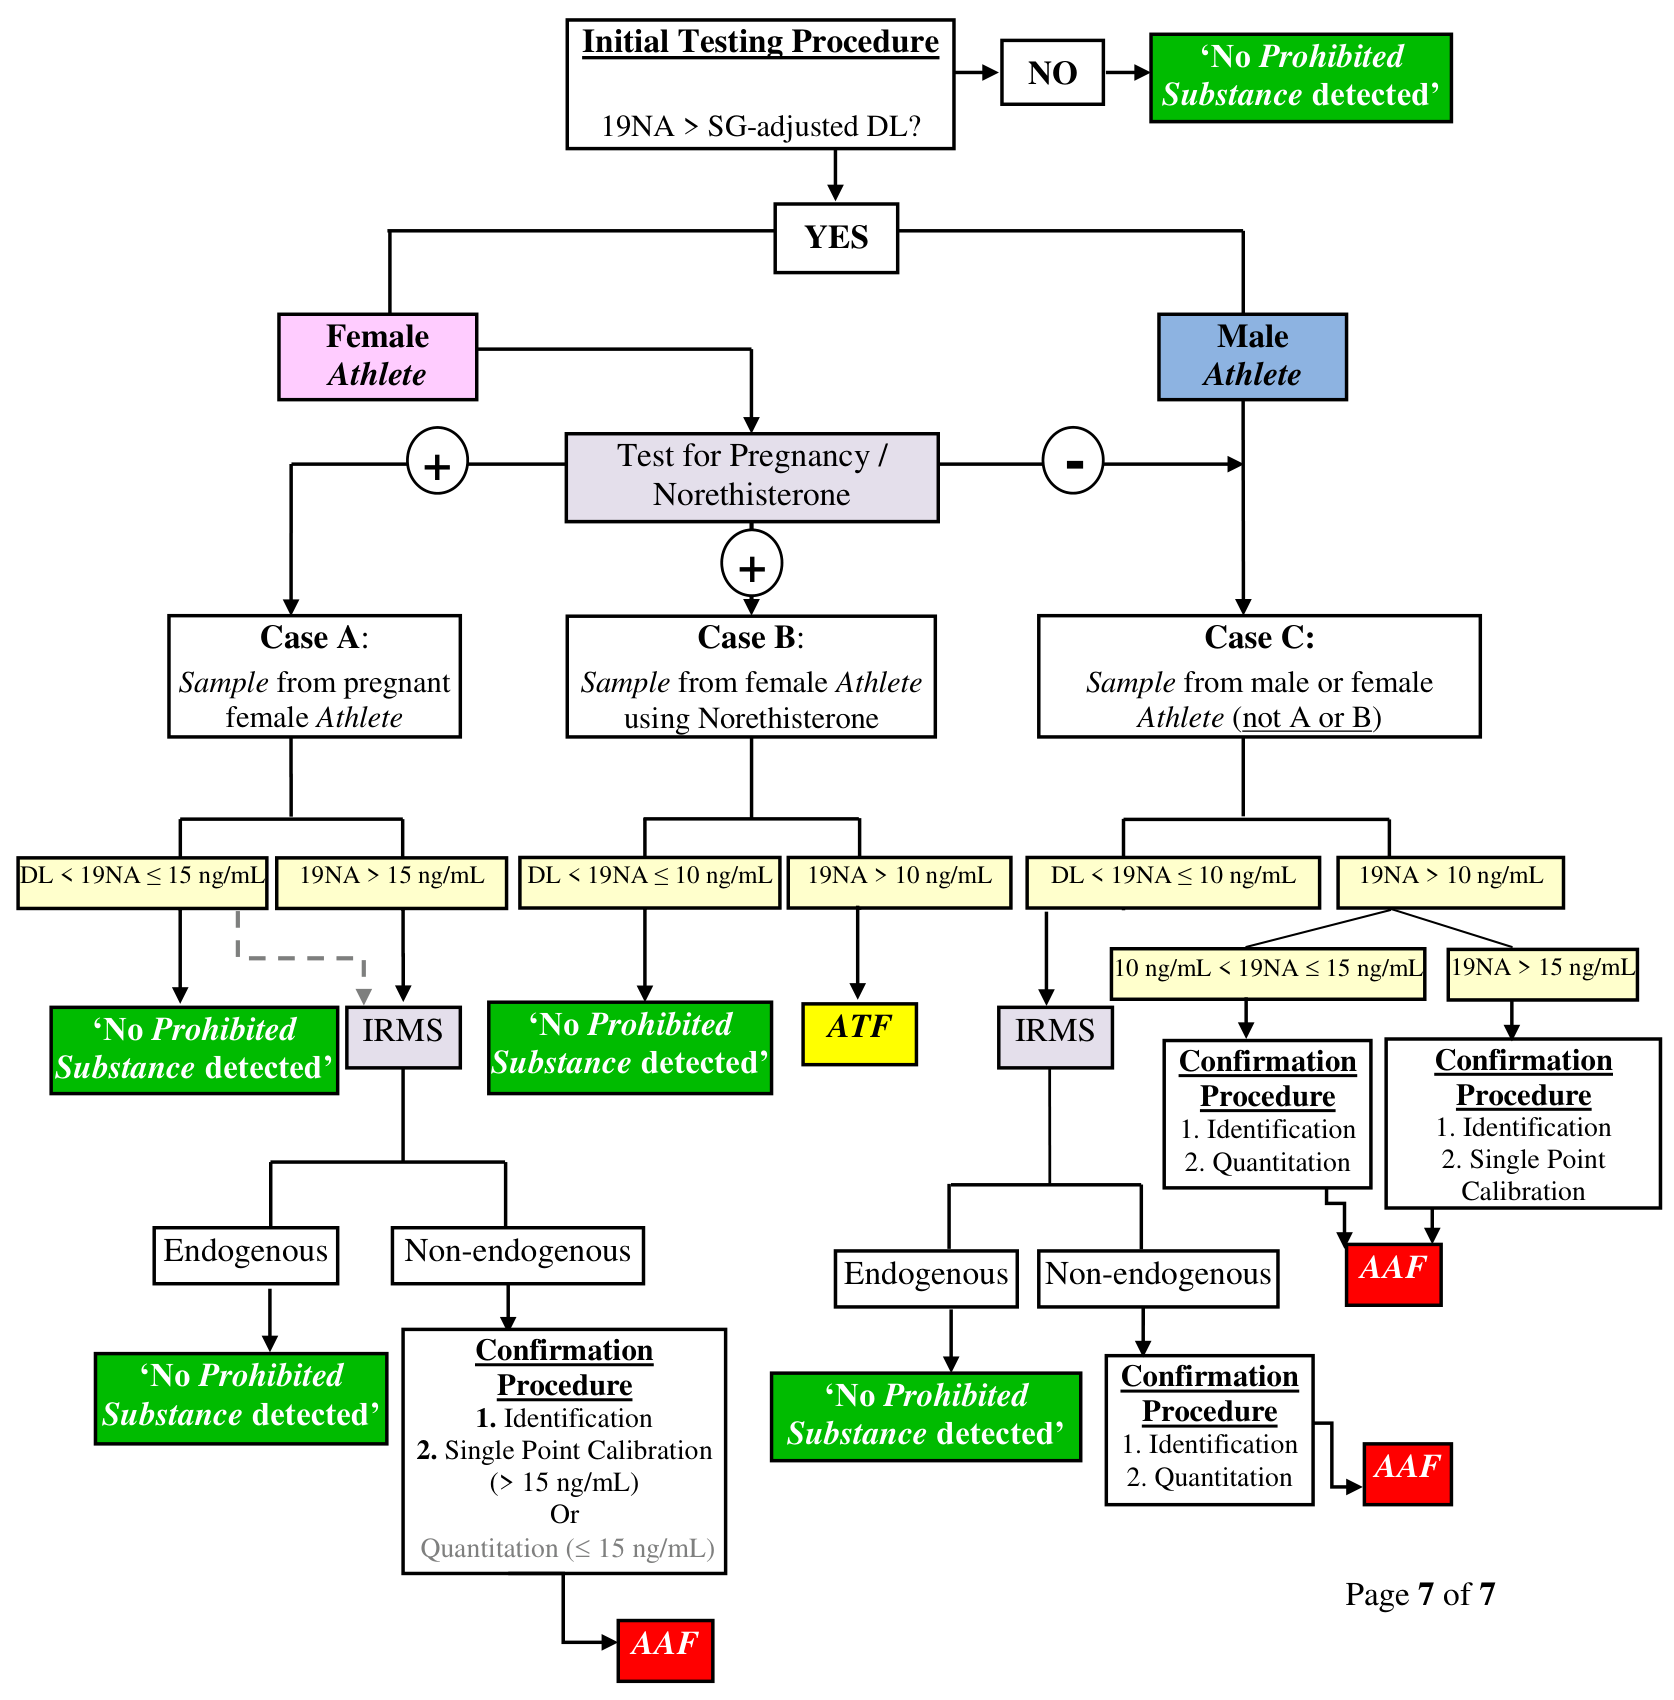 Initial Testing Procedure
19NA > SG-adjusted DL?
NO
‘No Prohibited
Substance detected’
YES
Female
Athlete
Male
Athlete
Test for Pregnancy /
Norethisterone
+
-
+
Case A:
Sample from pregnant
female Athlete
Case B:
Sample from female Athlete
using Norethisterone
Case C:
Sample from male or female
Athlete (not A or B)
DL < 19NA ≤ 15 ng/mL
19NA > 15 ng/mL
DL < 19NA ≤ 10 ng/mL
19NA > 10 ng/mL
DL < 19NA ≤ 10 ng/mL
19NA > 10 ng/mL
10 ng/mL < 19NA ≤ 15 ng/mL
19NA > 15 ng/mL
‘No Prohibited
Substance detected’
IRMS
‘No Prohibited
Substance detected’
ATF
IRMS
Confirmation
Procedure
1. Identification
2. Quantitation
Confirmation
Procedure
1. Identification
2. Single Point
Calibration
AAF
Endogenous
Non-endogenous
Endogenous
Non-endogenous
‘No Prohibited
Substance detected’
Confirmation
Procedure
1. Identification
2. Single Point Calibration
(> 15 ng/mL)
Or
Quantitation (≤ 15 ng/mL)
‘No Prohibited
Substance detected’
Confirmation
Procedure
1. Identification
2. Quantitation
AAF
AAF
Page 7 of 7